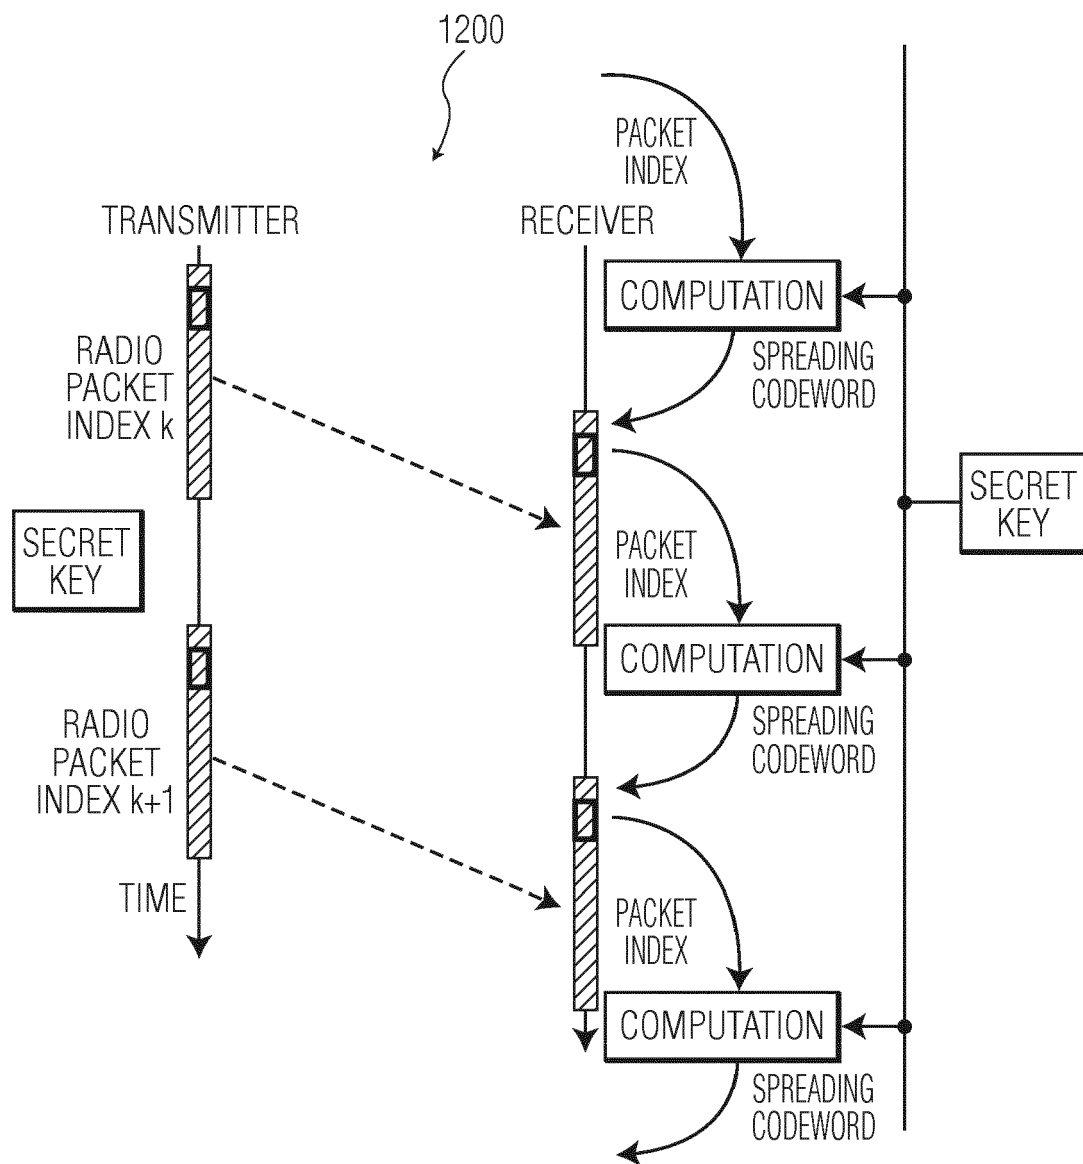 1200
PACKET
INDEX
TRANSMITTER
RECEIVER
COMPUTATION
RADIO
PACKET
INDEX k
SPREADING
CODEWORD
SECRET
KEY
SECRET
KEY
PACKET
INDEX
COMPUTATION
RADIO
PACKET
INDEX k+1
SPREADING
CODEWORD
TIME
PACKET
INDEX
COMPUTATION
SPREADING
CODEWORD